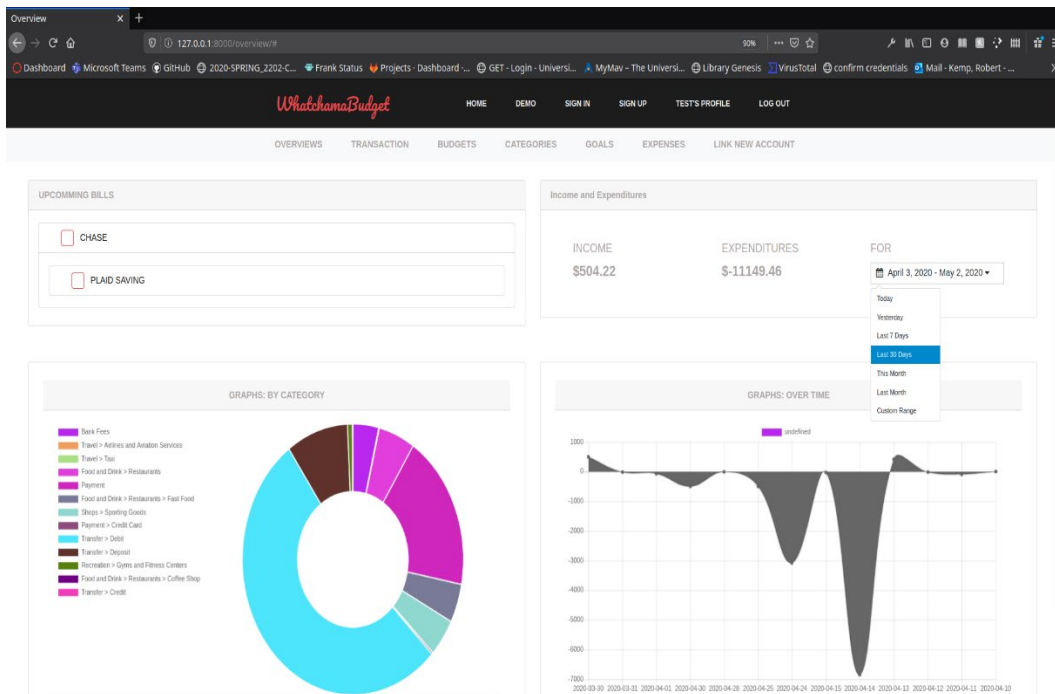 Overview
127.0.0.1:8000/overview/#
90%
Dashboard Microsoft Teams GitHub 2020-SPRING_2202-C... Frank Status Projects - Dashboard -... GET - Login - Universi... MyMav – The Universi... Library Genesis VirusTotal confirm credentials Mail - Kemp, Robert - ...
WhatchamaBudget HOME DEMO SIGN IN SIGN UP TEST'S PROFILE LOG OUT
OVERVIEWS TRANSACTION BUDGETS CATEGORIES GOALS EXPENSES LINK NEW ACCOUNT
UPCOMMING BILLS
CHASE
PLAID SAVING
Income and Expenditures
INCOME EXPENDITURES FOR
$504.22 $-11149.46 April 3, 2020 - May 2, 2020
Today
Yesterday
Last 7 Days
Last 30 Days
This Month
Last Month
Custom Range
GRAPHS: BY CATEGORY
Bank Fees
Travel > Airlines and Aviation Services
Travel > Taxi
Food and Drink > Restaurants
Payment
Food and Drink > Restaurants > Fast Food
Shops > Sporting Goods
Payment > Credit Card
Transfer > Debit
Transfer > Deposit
Recreation > Gyms and Fitness Centers
Food and Drink > Restaurants > Coffee Shop
Transfer > Credit
GRAPHS: OVER TIME
undefined
1000
0
-1000
-2000
-3000
-4000
-5000
-6000
-7000
2020-03-30 2020-03-31 2020-04-01 2020-04-30 2020-04-28 2020-04-25 2020-04-24 2020-04-15 2020-04-14 2020-04-13 2020-04-12 2020-04-11 2020-04-10